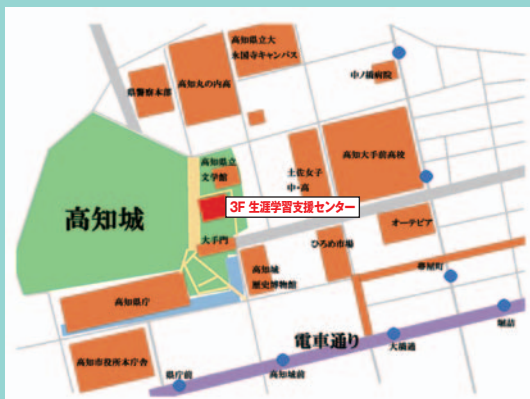 高知県立大
永国寺キャンパス
県警察本部
高知丸の内高
中ノ橋病院
高知県立
文学館
土佐女子
中・高
高知大手前高校
3F 生涯学習支援センター
高知城
大手門
オーテピア
高知城
歴史博物館
ひろめ市場
帯屋町
高知県庁
電車通り
堀詰
高知市役所本庁舎
大橋通
高知城前
県庁前